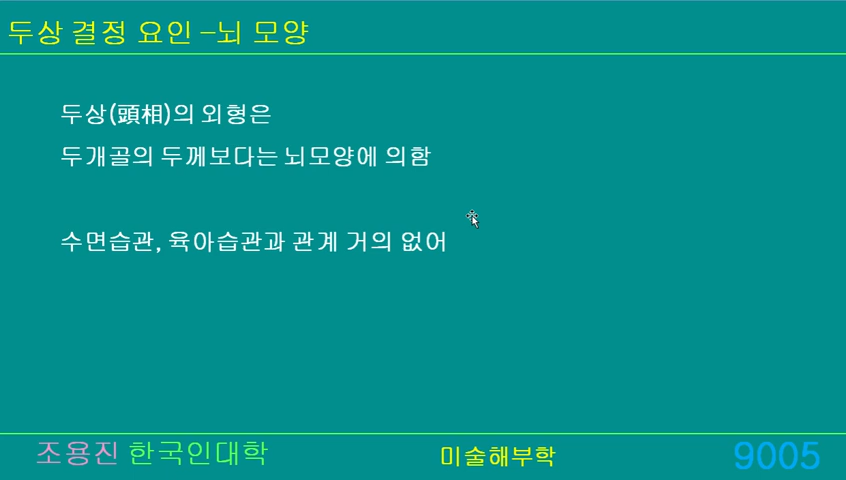 두상 결정 요인 –뇌 모양
두상(頭相)의 외형은
두개골의 두께보다는 뇌모양에 의함
수면습관, 육아습관과 관계 거의 없어
조용진 한국인대학
미술해부학
9005